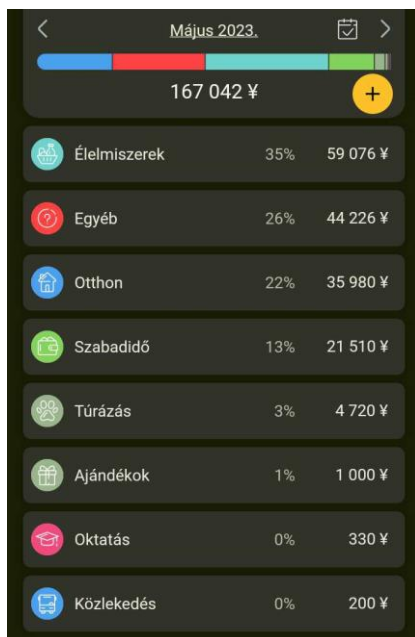 Május 2023.
167 042 ¥
Élelmiszerek 35% 59 076 ¥
Egyéb 26% 44 226 ¥
Otthon 22% 35 980 ¥
Szabadidő 13% 21 510 ¥
Túrázás 3% 4 720 ¥
Ajándékok 1% 1 000 ¥
Oktatás 0% 330 ¥
Közlekedés 0% 200 ¥